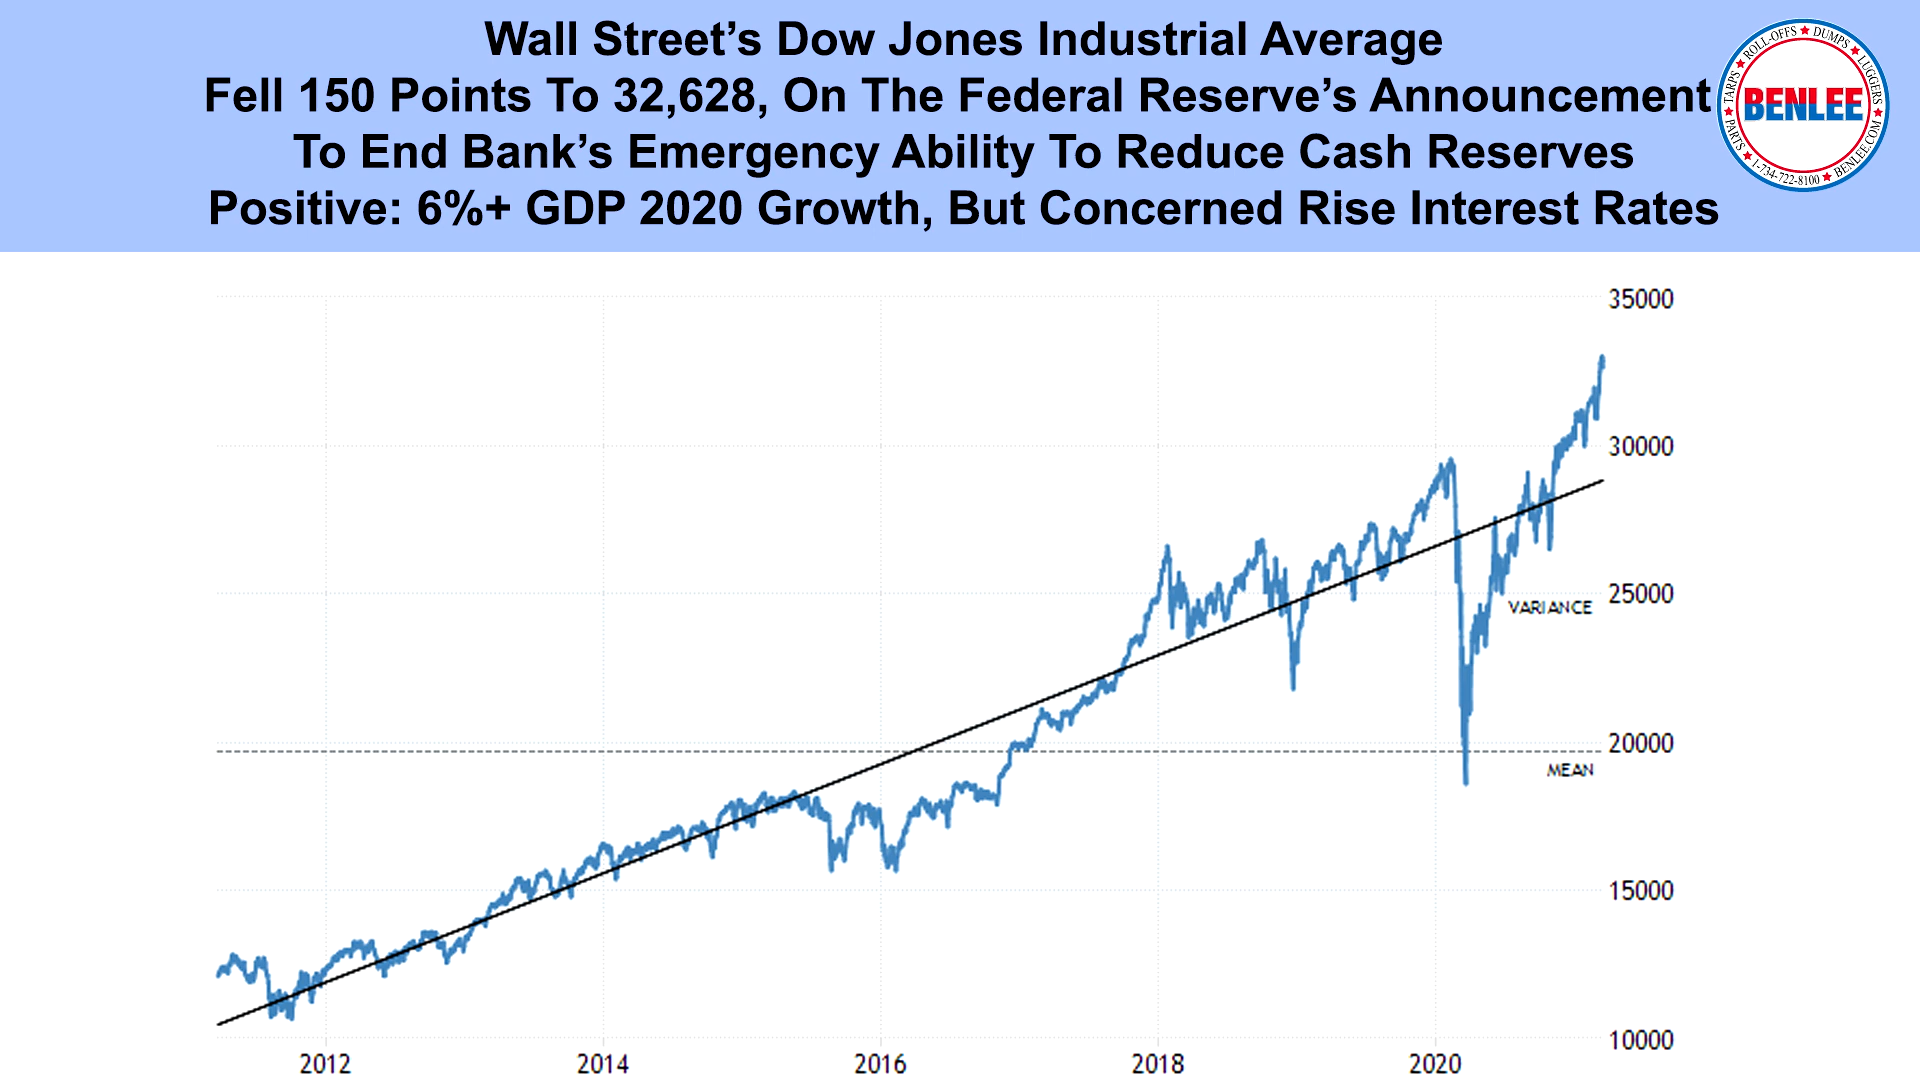 Wall Street’s Dow Jones Industrial Average
Fell 150 Points To 32,628, On The Federal Reserve’s Announcement
To End Bank’s Emergency Ability To Reduce Cash Reserves
Positive: 6%+ GDP 2020 Growth, But Concerned Rise Interest Rates
TARPS ★ ROLL-OFFS ★ DUMPS ★ LUGGERS ★
BENLEE
★ PARTS ★ 1-734-722-8100 ★ BENLEE.COM
35000
30000
25000
VARIANCE
20000
MEAN
15000
10000
2012 2014 2016 2018 2020